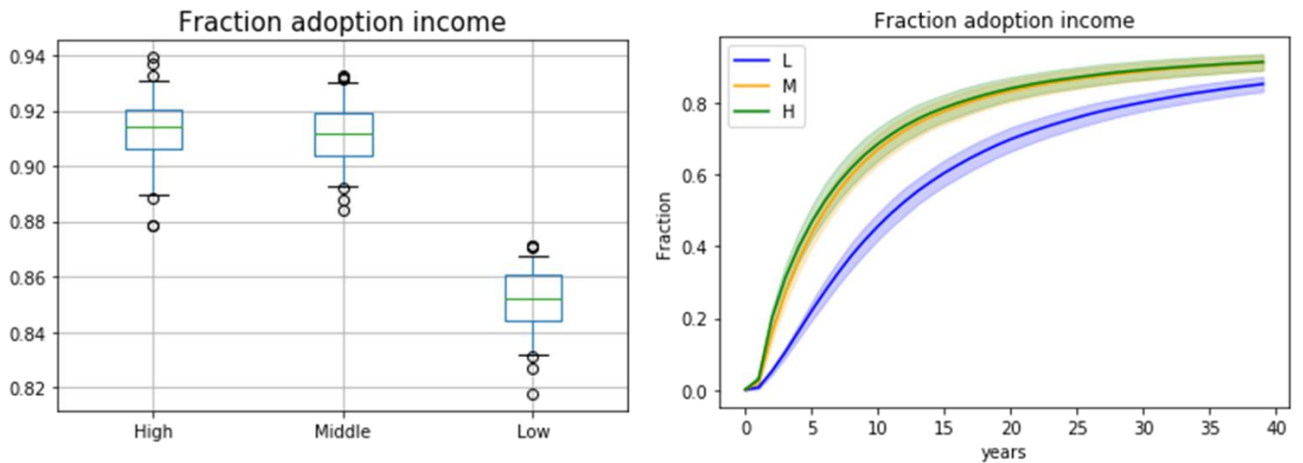 Fraction adoption income
0.94
0.92
0.90
0.88
0.86
0.84
0.82
High Middle Low
Fraction adoption income
L
M
H
Fraction
0.8
0.6
0.4
0.2
0.0
0 5 10 15 20 25 30 35 40
years